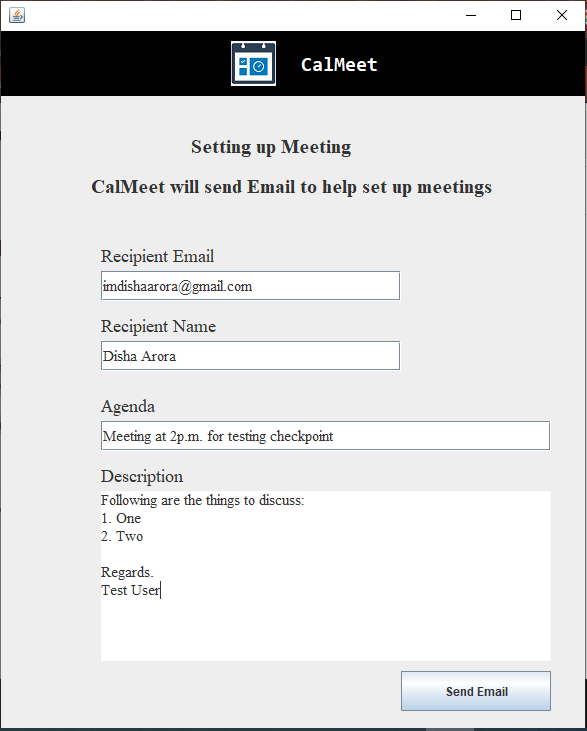 CalMeet
Setting up Meeting
CalMeet will send Email to help set up meetings
Recipient Email
imdishaarora@gmail.com
Recipient Name
Disha Arora
Agenda
Meeting at 2p.m. for testing checkpoint
Description
Following are the things to discuss:
1. One
2. Two
Regards.
Test User
Send Email